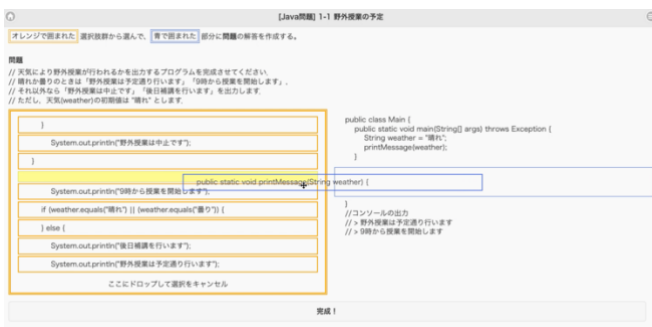 [Java問題] 1-1 野外授業の予定
オレンジで囲まれた 選択肢群から選んで、 青で囲まれた 部分に問題の解答を作成する。
問題
// 天気により野外授業が行われるかを出力するプログラムを完成させてください.
// 晴れか曇りのときは「野外授業は予定通り行います」「9時から授業を開始します」,
// それ以外なら「野外授業は中止です」「後日補講を行います」を出力します.
// ただし、天気(weather)の初期値は "晴れ" とします.
}
System.out.println("野外授業は中止です");
}
public static void printMessage(String weather) {
System.out.println("9時から授業を開始します");
if (weather.equals("晴れ") || (weather.equals("曇り")) {
} else {
System.out.println("後日補講を行います");
System.out.println("野外授業は予定通り行います");
ここにドロップして選択をキャンセル
public class Main {
public static void main(String[] args) throws Exception {
String weather = "晴れ";
printMessage(weather);
}
}
//コンソールの出力
// > 野外授業は予定通り行います
// > 9時から授業を開始します
完成！